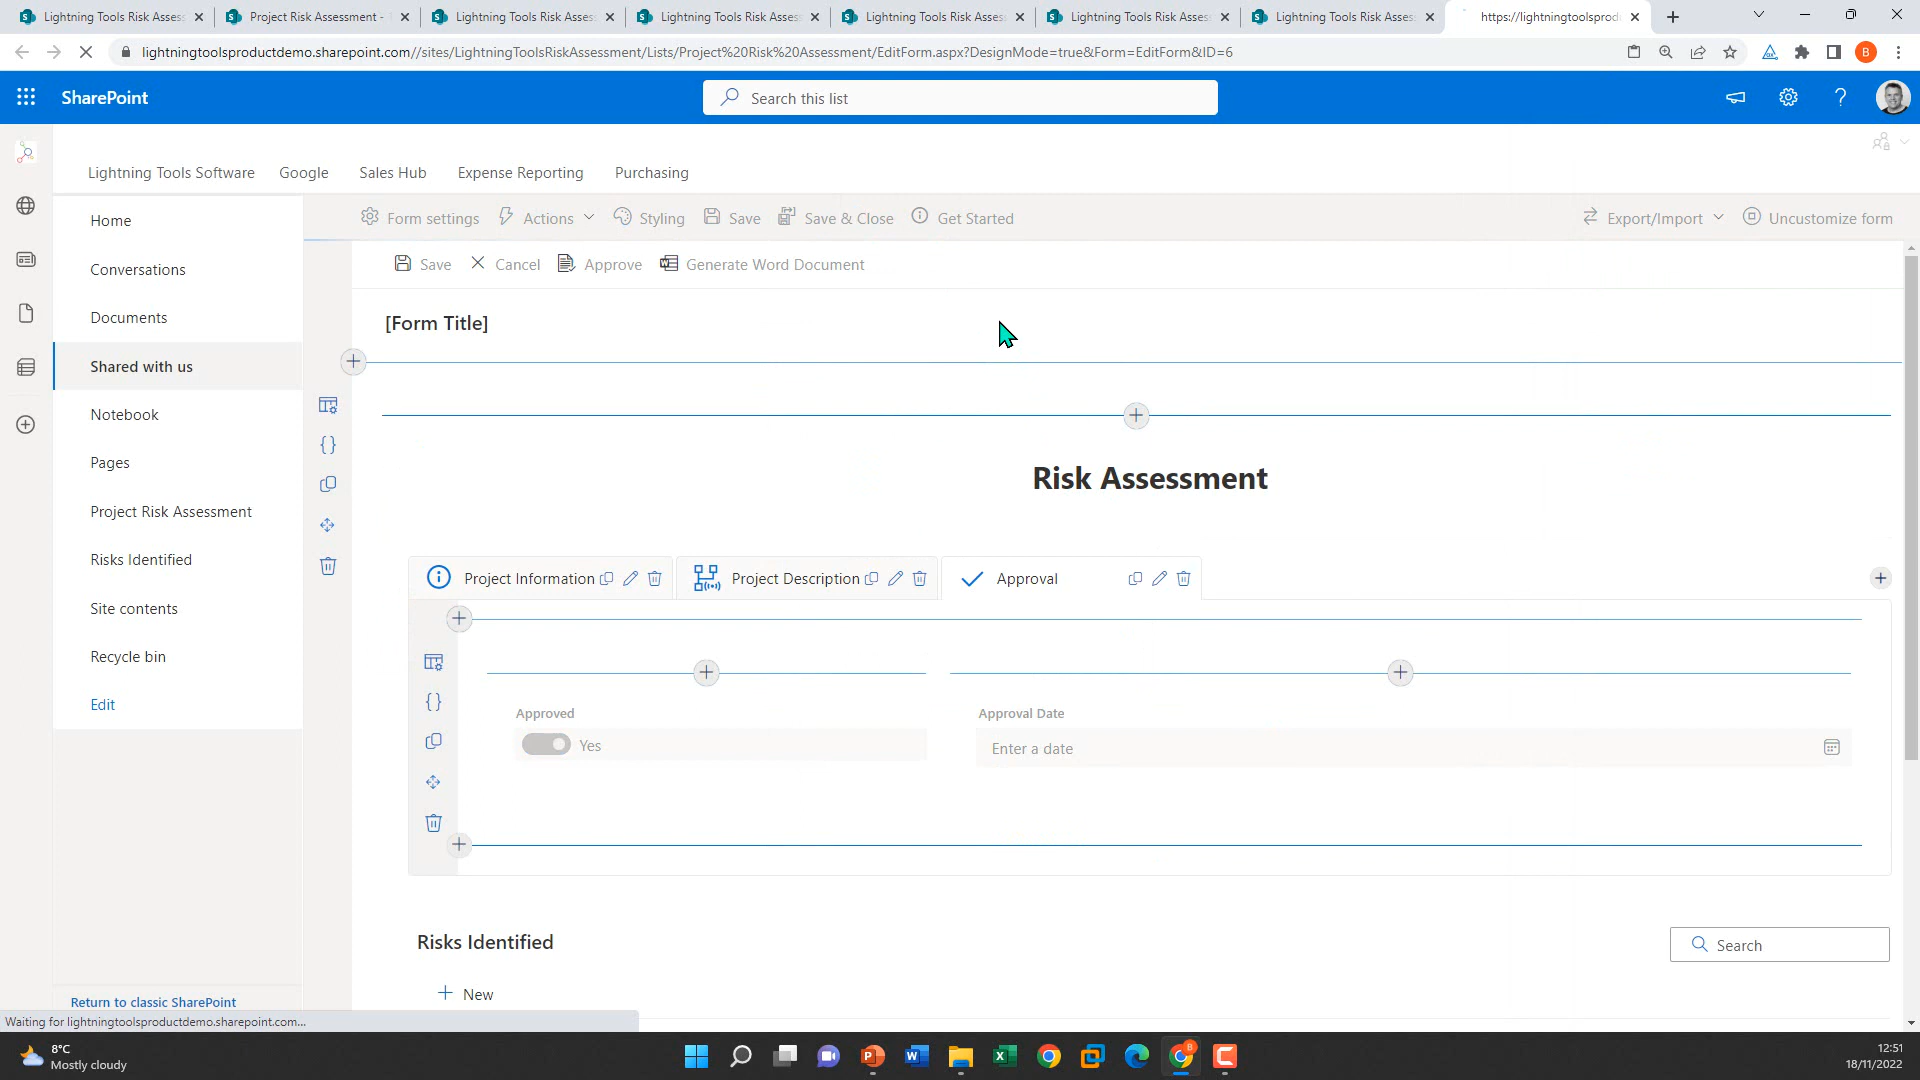 Lightning Tools Risk Assess
Project Risk Assessment -
Lightning Tools Risk Assess
Lightning Tools Risk Assess
Lightning Tools Risk Assess
Lightning Tools Risk Assess
Lightning Tools Risk Assess
https://lightningtoolsprod
lightningtoolsproductdemo.sharepoint.com//sites/LightningToolsRiskAssessment/Lists/Project%20Risk%20Assessment/EditForm.aspx?DesignMode=true&Form=EditForm&ID=6
B
SharePoint
Search this list
Lightning Tools Software
Google
Sales Hub
Expense Reporting
Purchasing
Home
Conversations
Documents
Shared with us
Notebook
Pages
Project Risk Assessment
Risks Identified
Site contents
Recycle bin
Edit
Return to classic SharePoint
Form settings
Actions
Styling
Save
Save & Close
Get Started
Export/Import
Uncustomize form
Save
Cancel
Approve
Generate Word Document
[Form Title]
Risk Assessment
Project Information
Project Description
Approval
Approved
Yes
Approval Date
Enter a date
Risks Identified
Search
New
Waiting for lightningtoolsproductdemo.sharepoint.com...
8°C
Mostly cloudy
12:51
18/11/2022